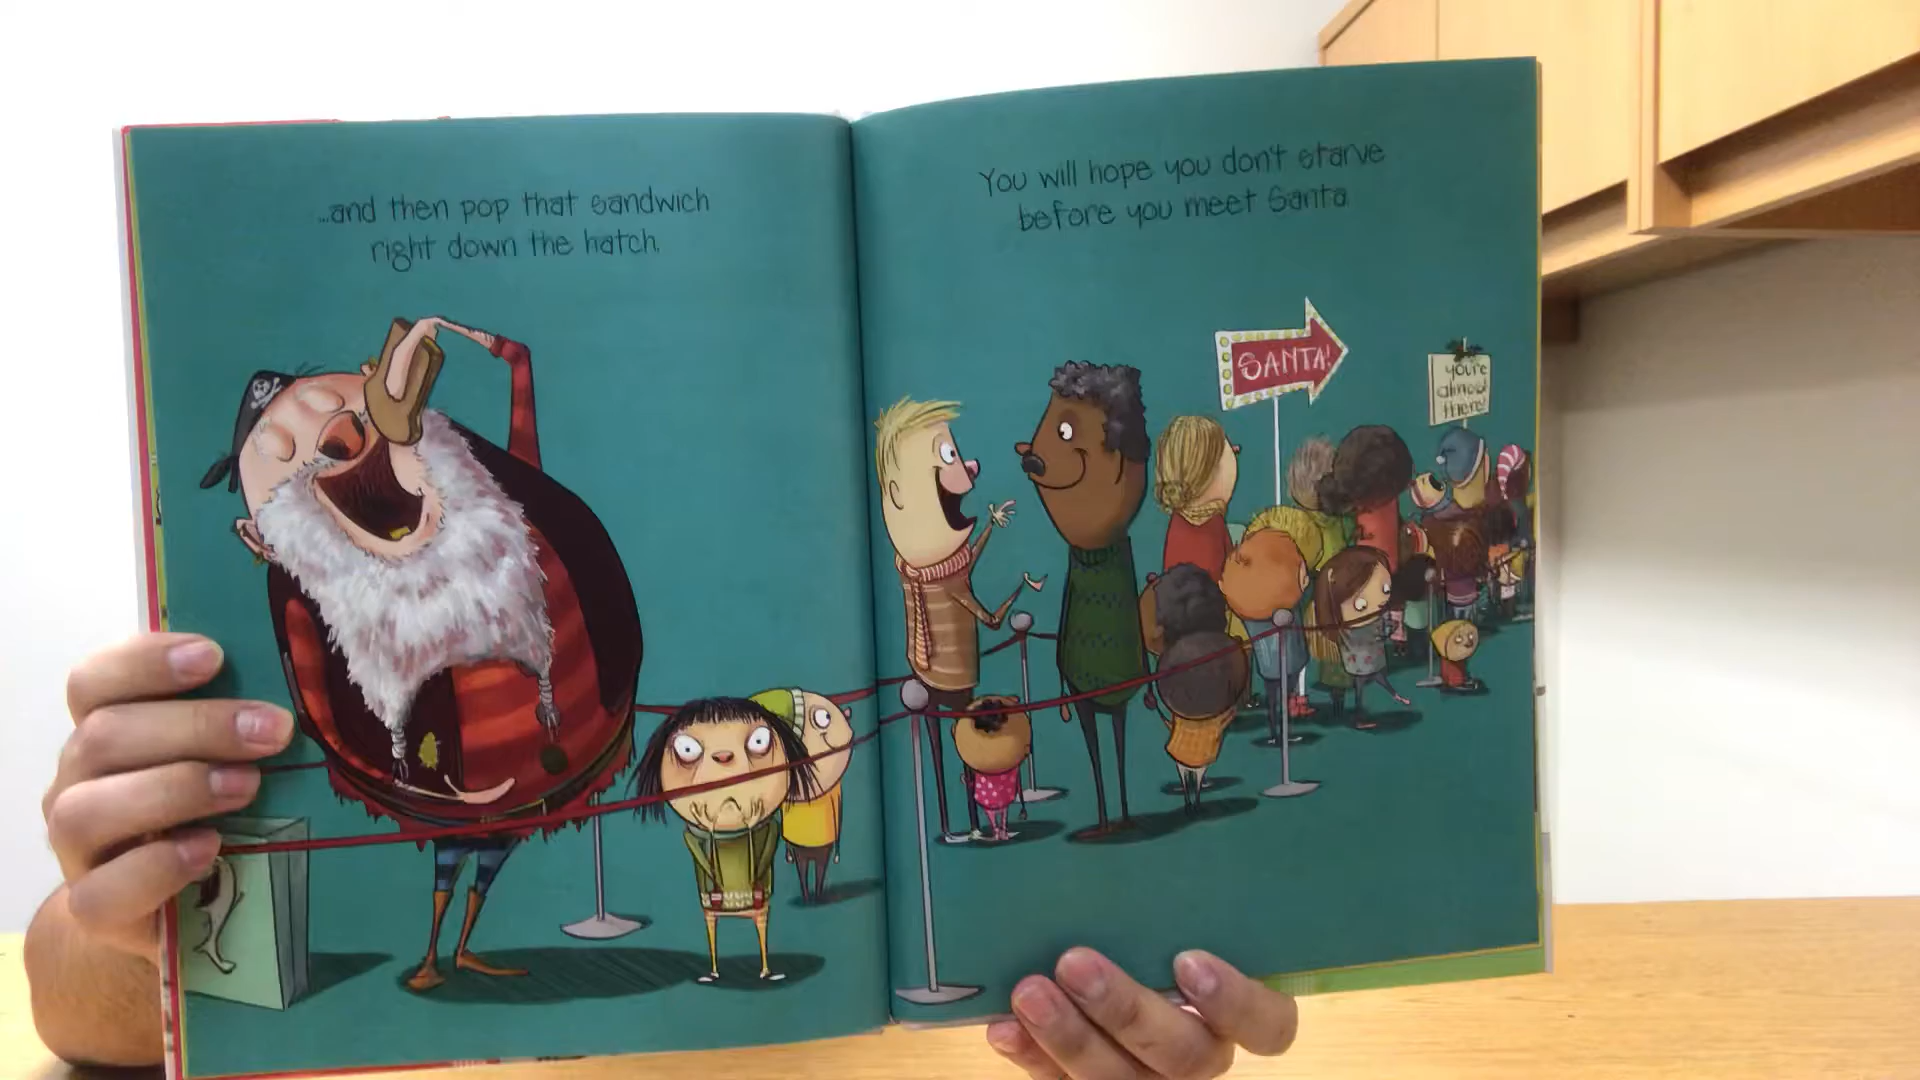 ...and then pop that sandwich
right down the hatch.
You will hope you don't starve
before you meet Santa.
SANTA!
you're
almost
there!